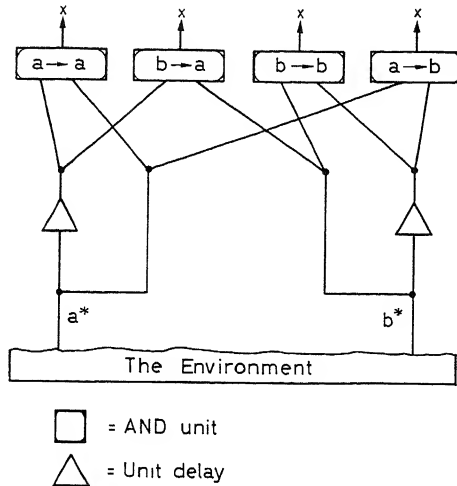 x x x x
a → a b → a b → b a → b
a* b*
The Environment
= AND unit
= Unit delay